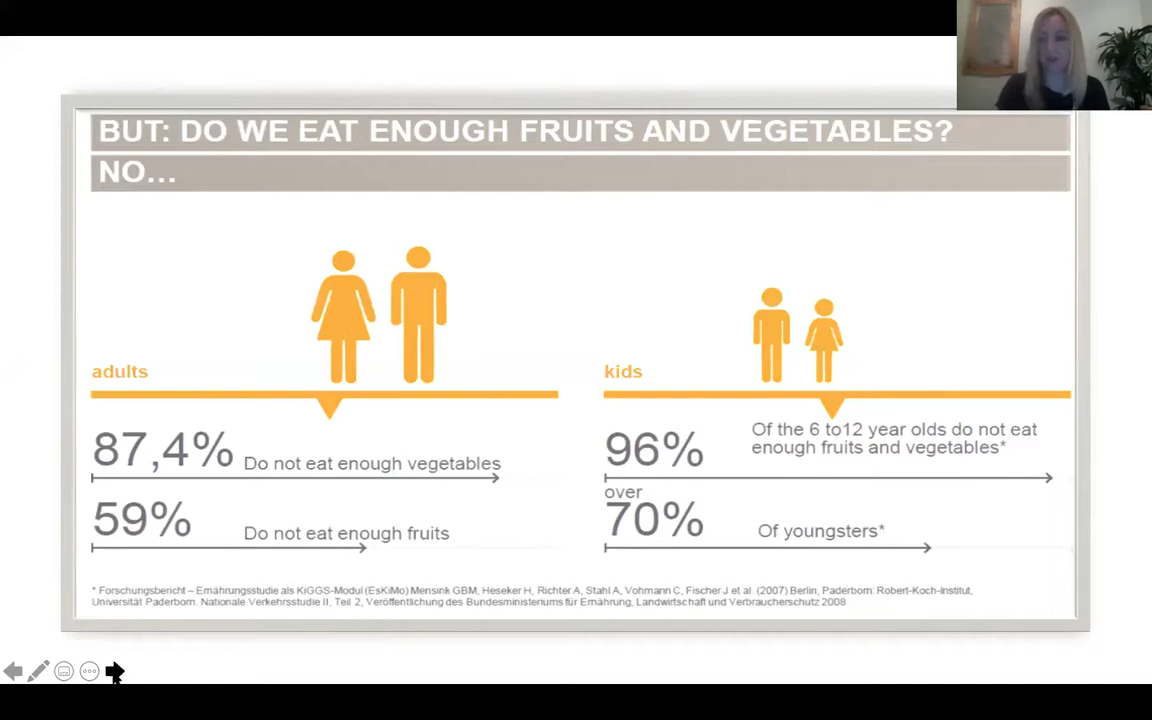 BUT: DO WE EAT ENOUGH FRUITS AND VEGETABLES?
NO…
adults
87,4% Do not eat enough vegetables
59% Do not eat enough fruits
kids
96% Of the 6 to12 year olds do not eat
enough fruits and vegetables*
over
70% Of youngsters*
* Forschungsbericht – Ernährungsstudie als KiGGS-Modul (EsKiMo) Mensink GBM, Heseker H, Richter A, Stahl A, Vohmann C, Fischer J et al. (2007) Berlin, Paderborn: Robert-Koch-Institut,
Universität Paderborn. Nationale Verkehrsstudie II, Teil 2, Veröffentlichung des Bundesministeriums für Ernährung, Landwirtschaft und Verbraucherschutz 2008